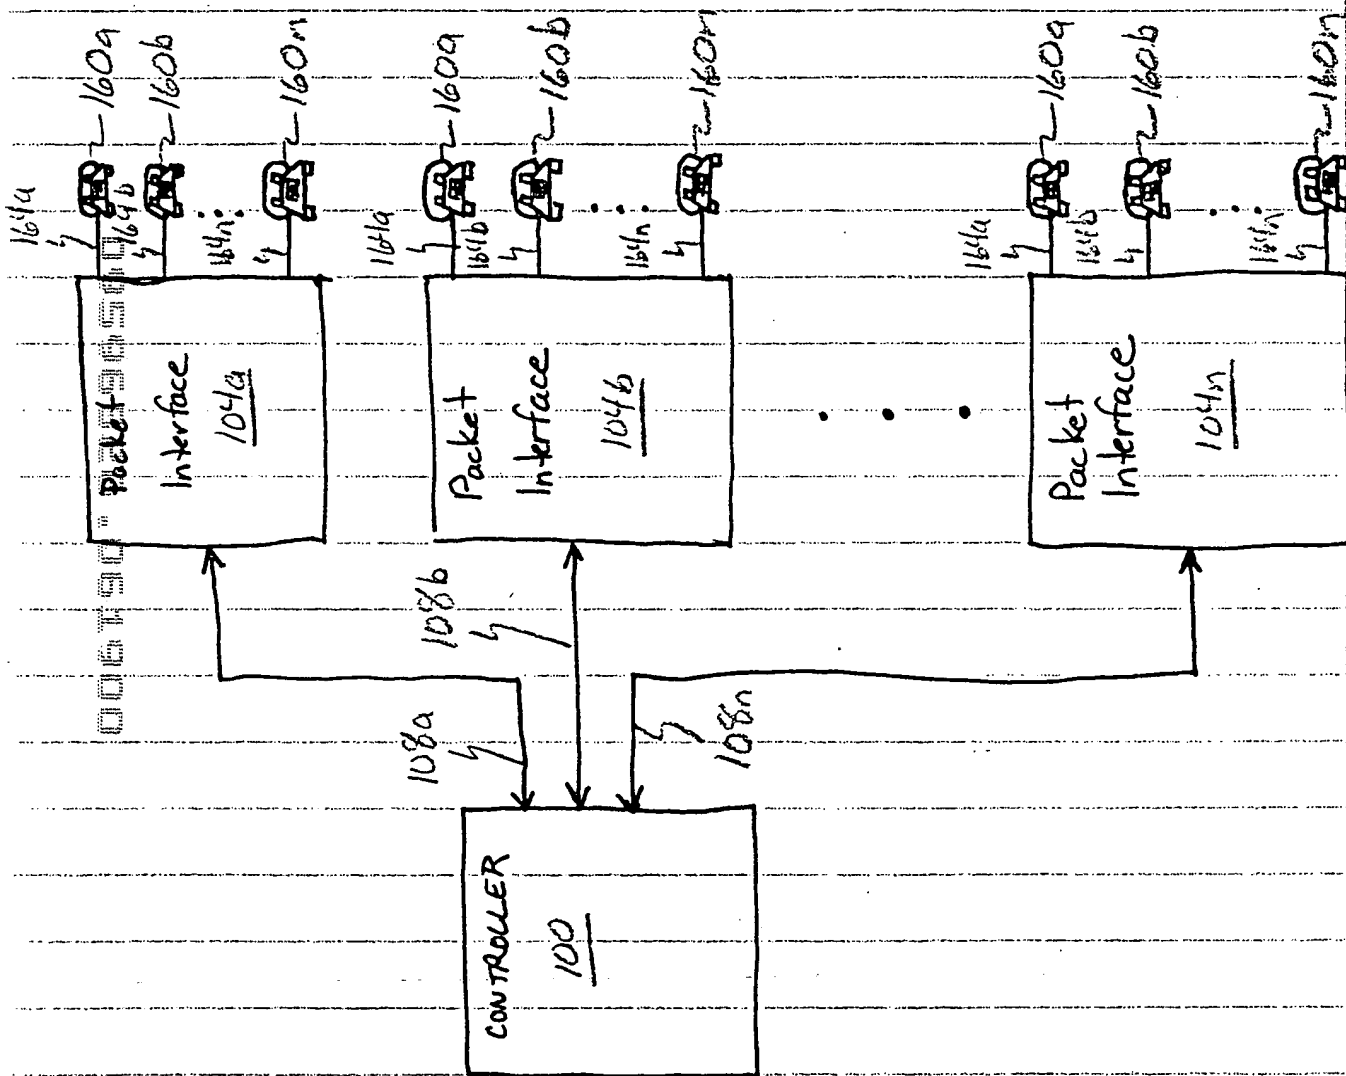 160a
160b
160n
160a
160b
160n
160a
160b
160n
164a
164b
164n
164a
164b
164n
164a
164b
164n
Packet
Interface
104a
Packet
Interface
104b
Packet
Interface
104n
108a
108b
108n
CONTROLLER
100